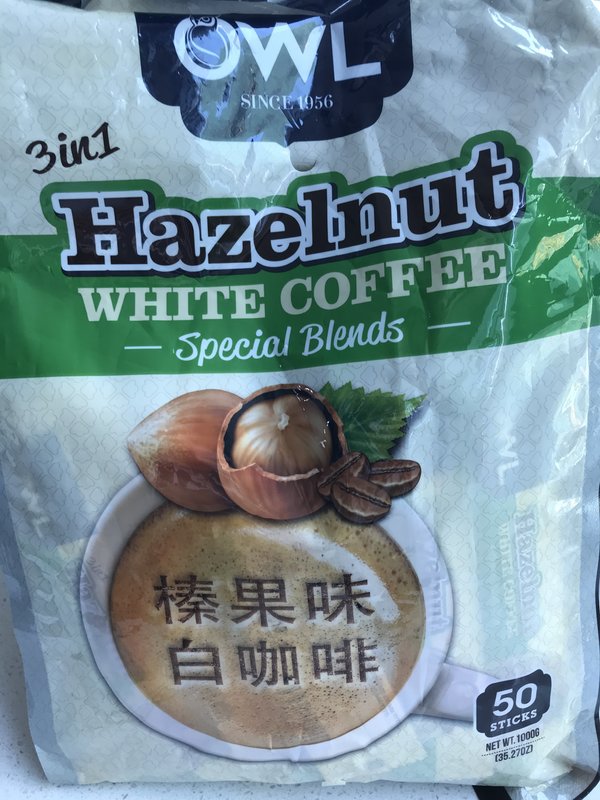 OWL
SINCE 1956
3in1
Hazelnut
WHITE COFFEE
Special Blends
榛果味
白咖啡
50
STICKS
NET WT. 1000G
(35.27OZ)